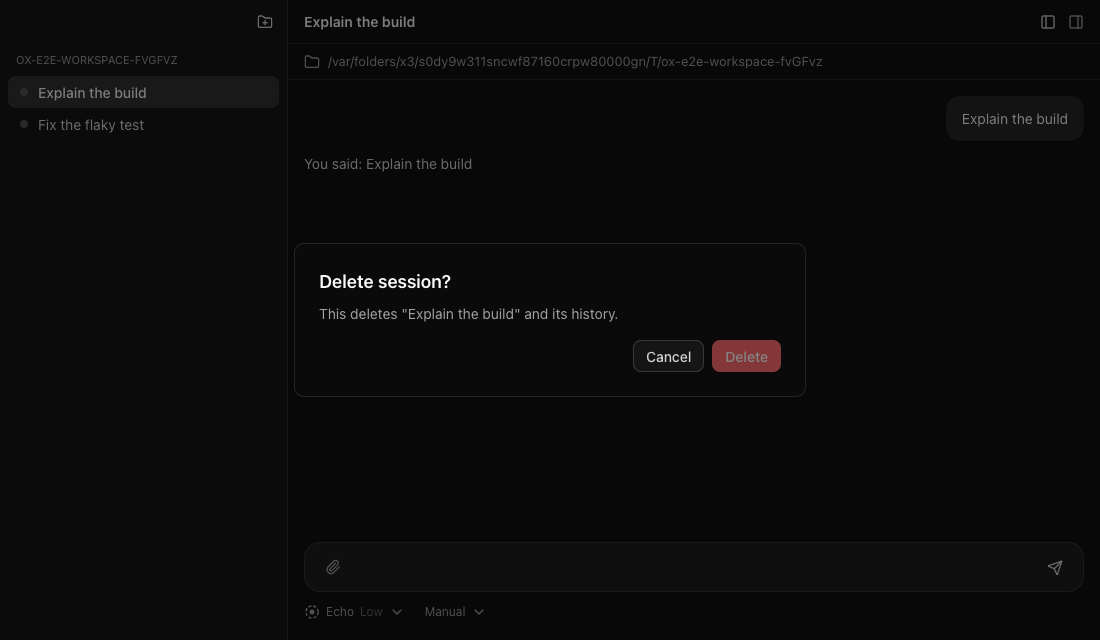 Explain the build
OX-E2E-WORKSPACE-FVGFVZ
/var/folders/x3/s0dy9w311sncwf87160crpw80000gn/T/ox-e2e-workspace-fvGFvz
Explain the build
Fix the flaky test
Explain the build
You said: Explain the build
Delete session?
This deletes "Explain the build" and its history.
Cancel Delete
Echo Low Manual